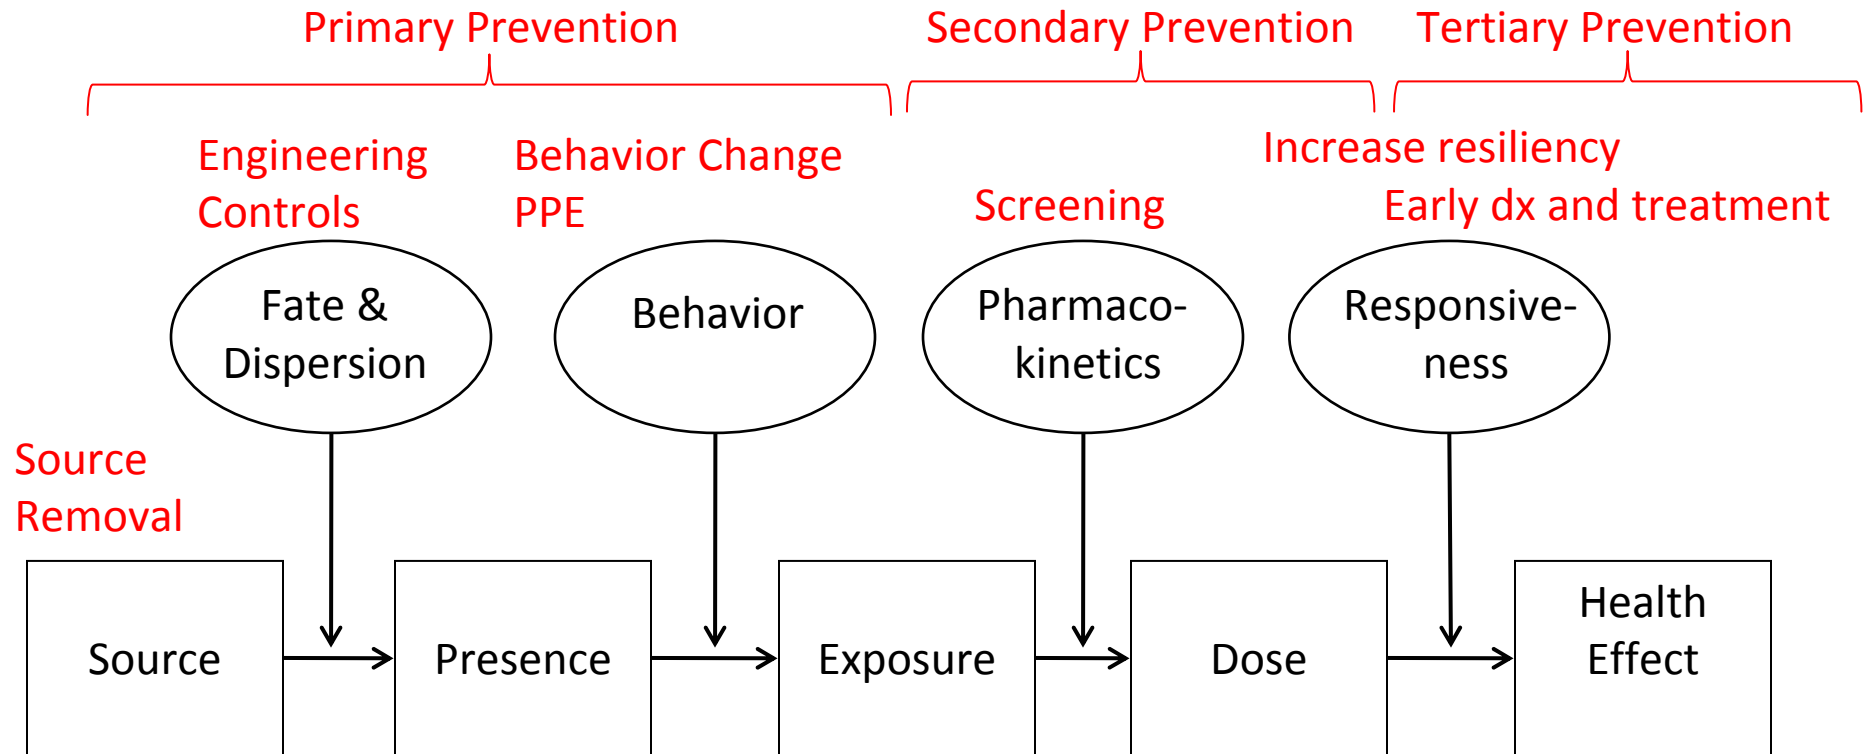 Primary Prevention
Secondary Prevention
Tertiary Prevention
Engineering
Controls
Behavior Change
PPE
Screening
Increase resiliency
Early dx and treatment
Fate &
Dispersion
Behavior
Pharmaco-
kinetics
Responsive-
ness
Source
Removal
Source
Presence
Exposure
Dose
Health
Effect